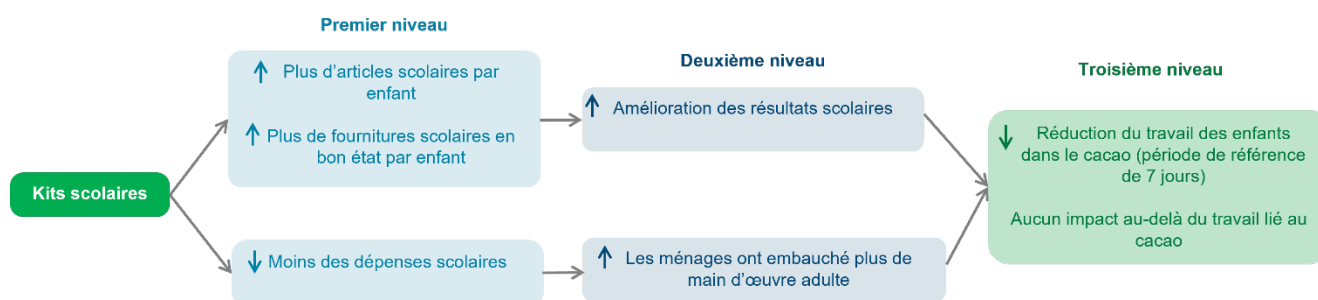 Premier niveau
Plus d'articles scolaires par
enfant
Plus de fournitures scolaires en
bon état par enfant
Deuxième niveau
Amélioration des résultats scolaires
Troisième niveau
Réduction du travail des enfants
dans le cacao (période de référence
de 7 jours)
Aucun impact au-delà du travail lié au
cacao
Kits scolaires
Moins des dépenses scolaires
Les ménages ont embauché plus de
main d'œuvre adulte